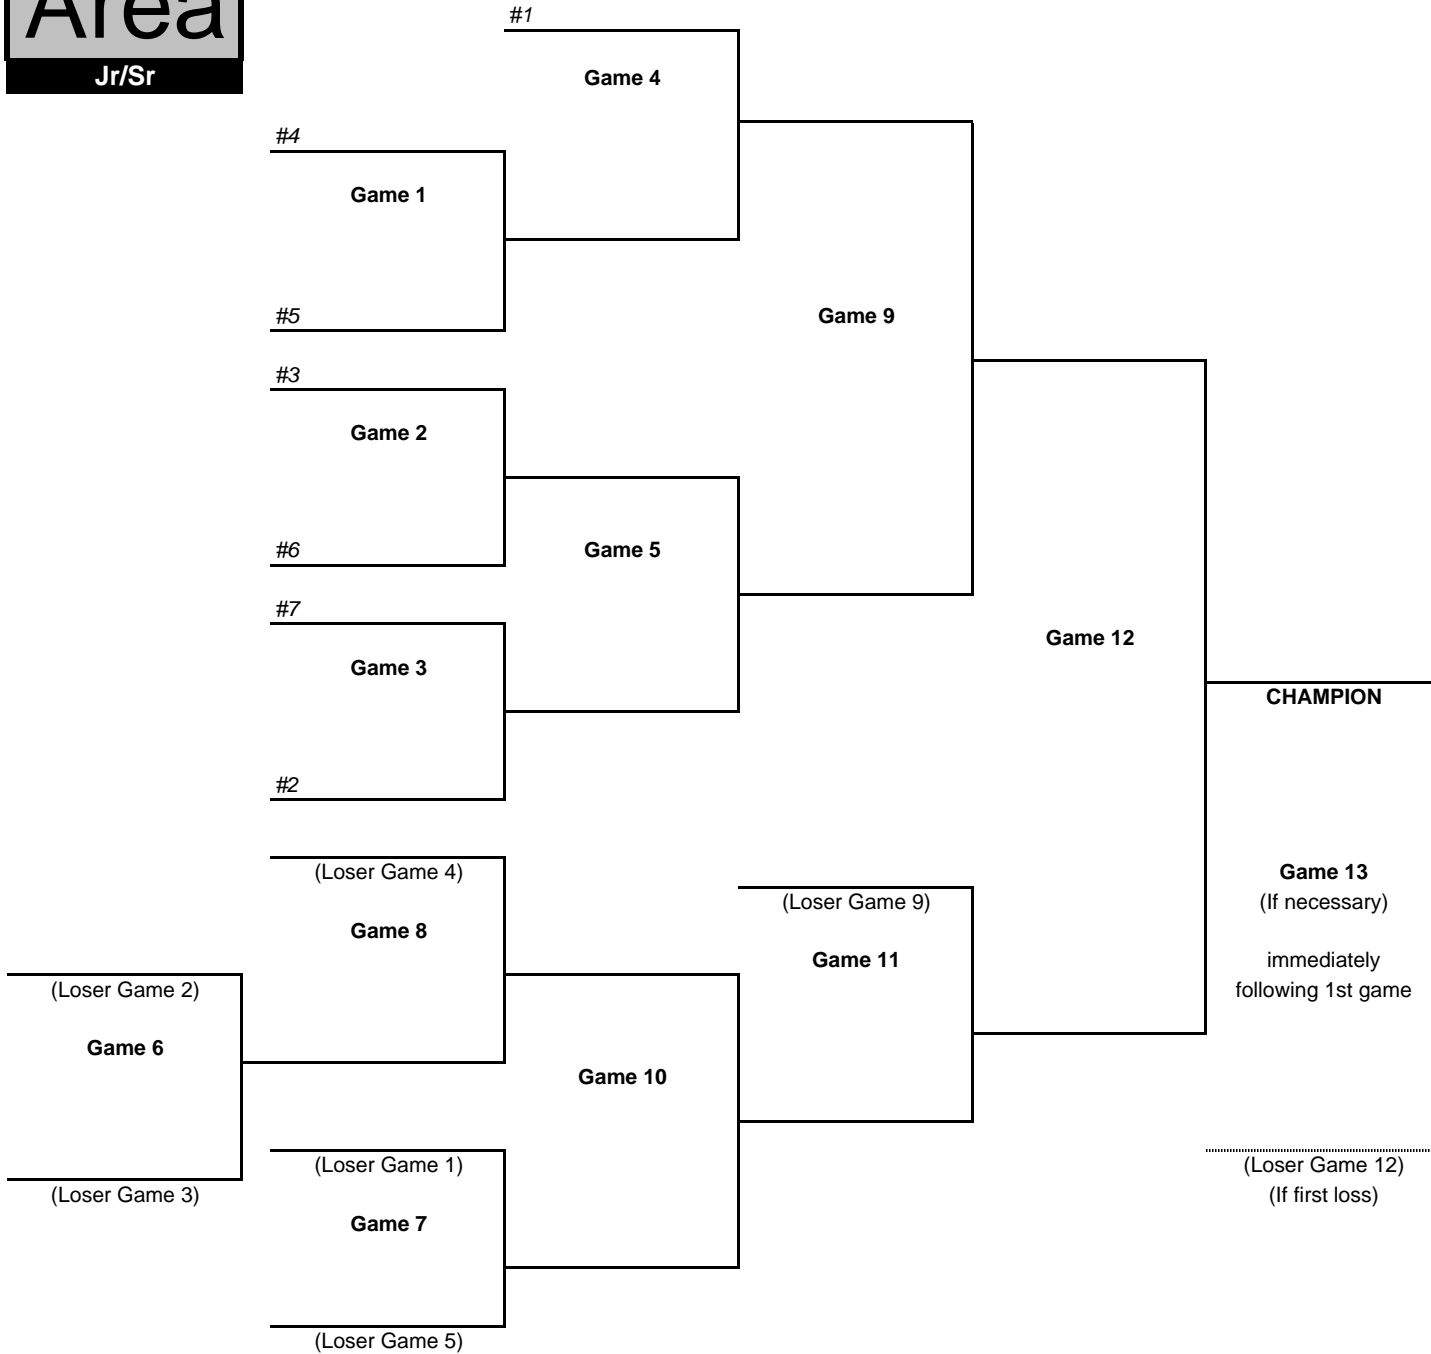 Area
Jr/Sr
#1
Game 4
#4
Game 1
#5
Game 9
#3
Game 2
#6
Game 5
#7
Game 12
Game 3
CHAMPION
#2
(Loser Game 4)
Game 13
(Loser Game 9)
(If necessary)
Game 8
Game 11
immediately
(Loser Game 2)
following 1st game
Game 6
Game 10
(Loser Game 1)
(Loser Game 12)
(Loser Game 3)
(If first loss)
Game 7
(Loser Game 5)